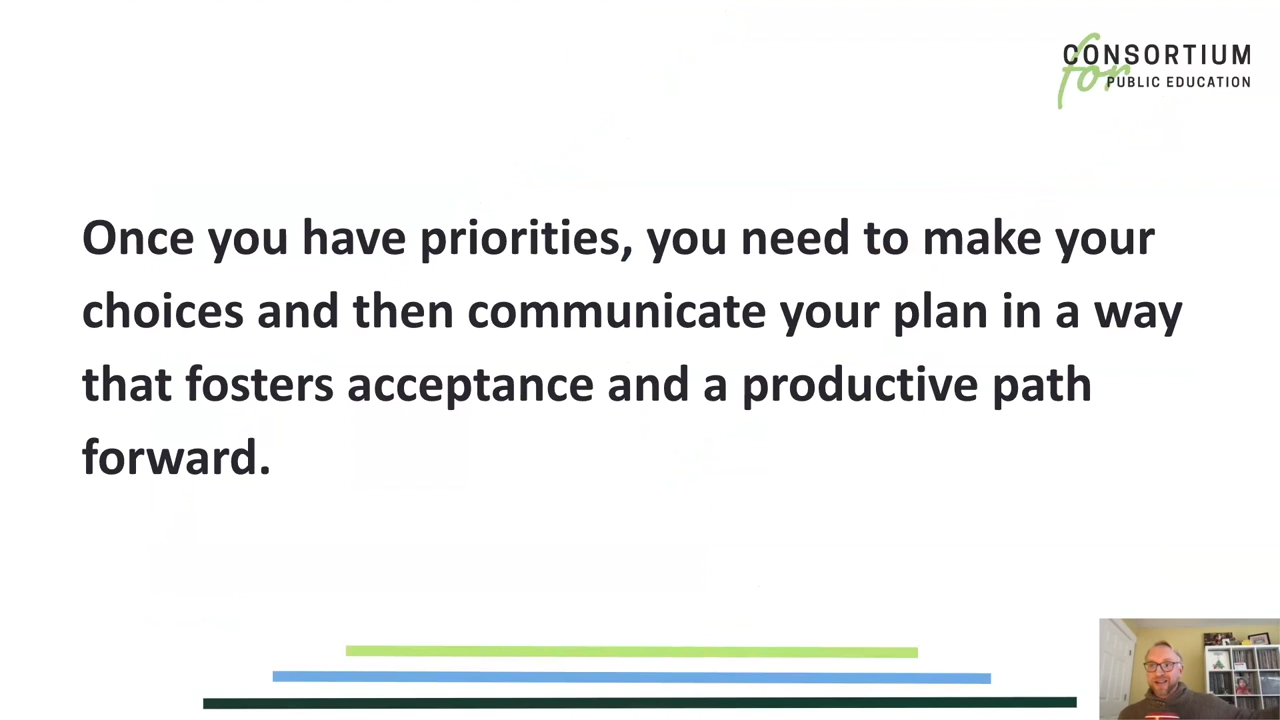 CONSORTIUM
for PUBLIC EDUCATION
Once you have priorities, you need to make your
choices and then communicate your plan in a way
that fosters acceptance and a productive path
forward.